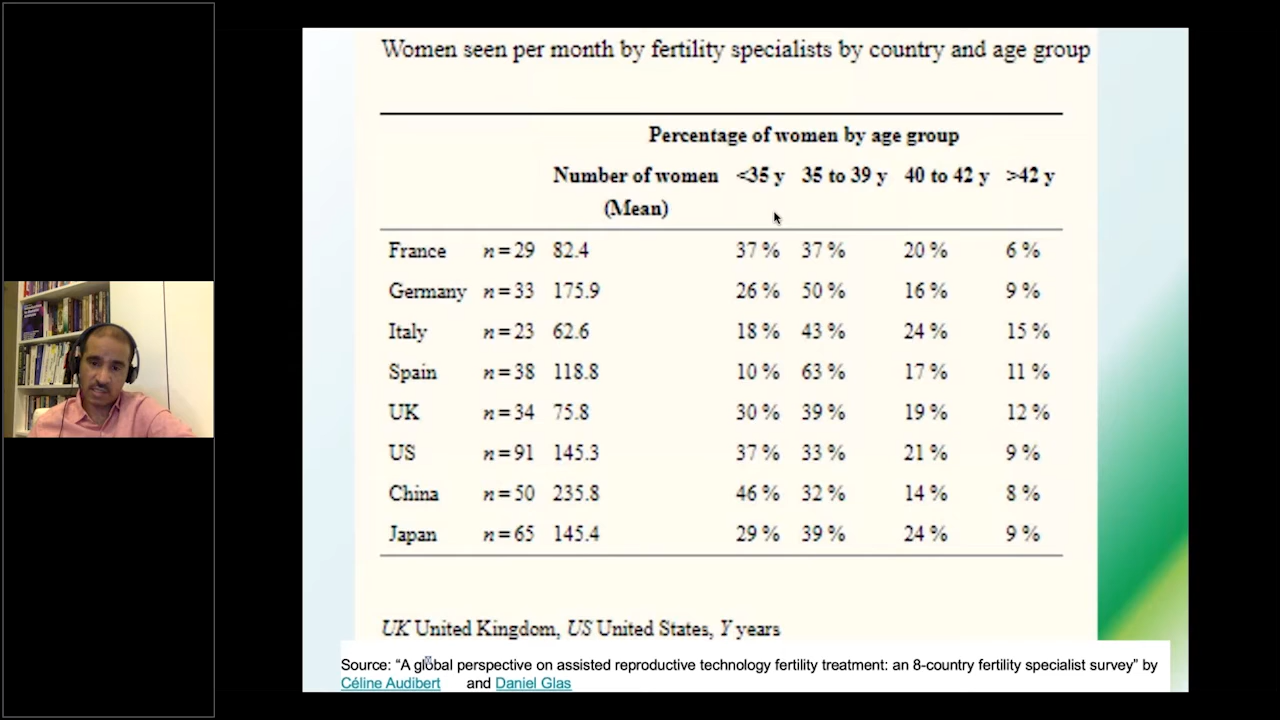 Women seen per month by fertility specialists by country and age group
Percentage of women by age group
Number of women <35 y 35 to 39 y 40 to 42 y >42 y
(Mean)
France n = 29 82.4 37 % 37 % 20 % 6 %
Germany n = 33 175.9 26 % 50 % 16 % 9 %
Italy n = 23 62.6 18 % 43 % 24 % 15 %
Spain n = 38 118.8 10 % 63 % 17 % 11 %
UK n = 34 75.8 30 % 39 % 19 % 12 %
US n = 91 145.3 37 % 33 % 21 % 9 %
China n = 50 235.8 46 % 32 % 14 % 8 %
Japan n = 65 145.4 29 % 39 % 24 % 9 %
UK United Kingdom, US United States, Y years
Source: “A global perspective on assisted reproductive technology fertility treatment: an 8-country fertility specialist survey” by
Céline Audibert and Daniel Glas